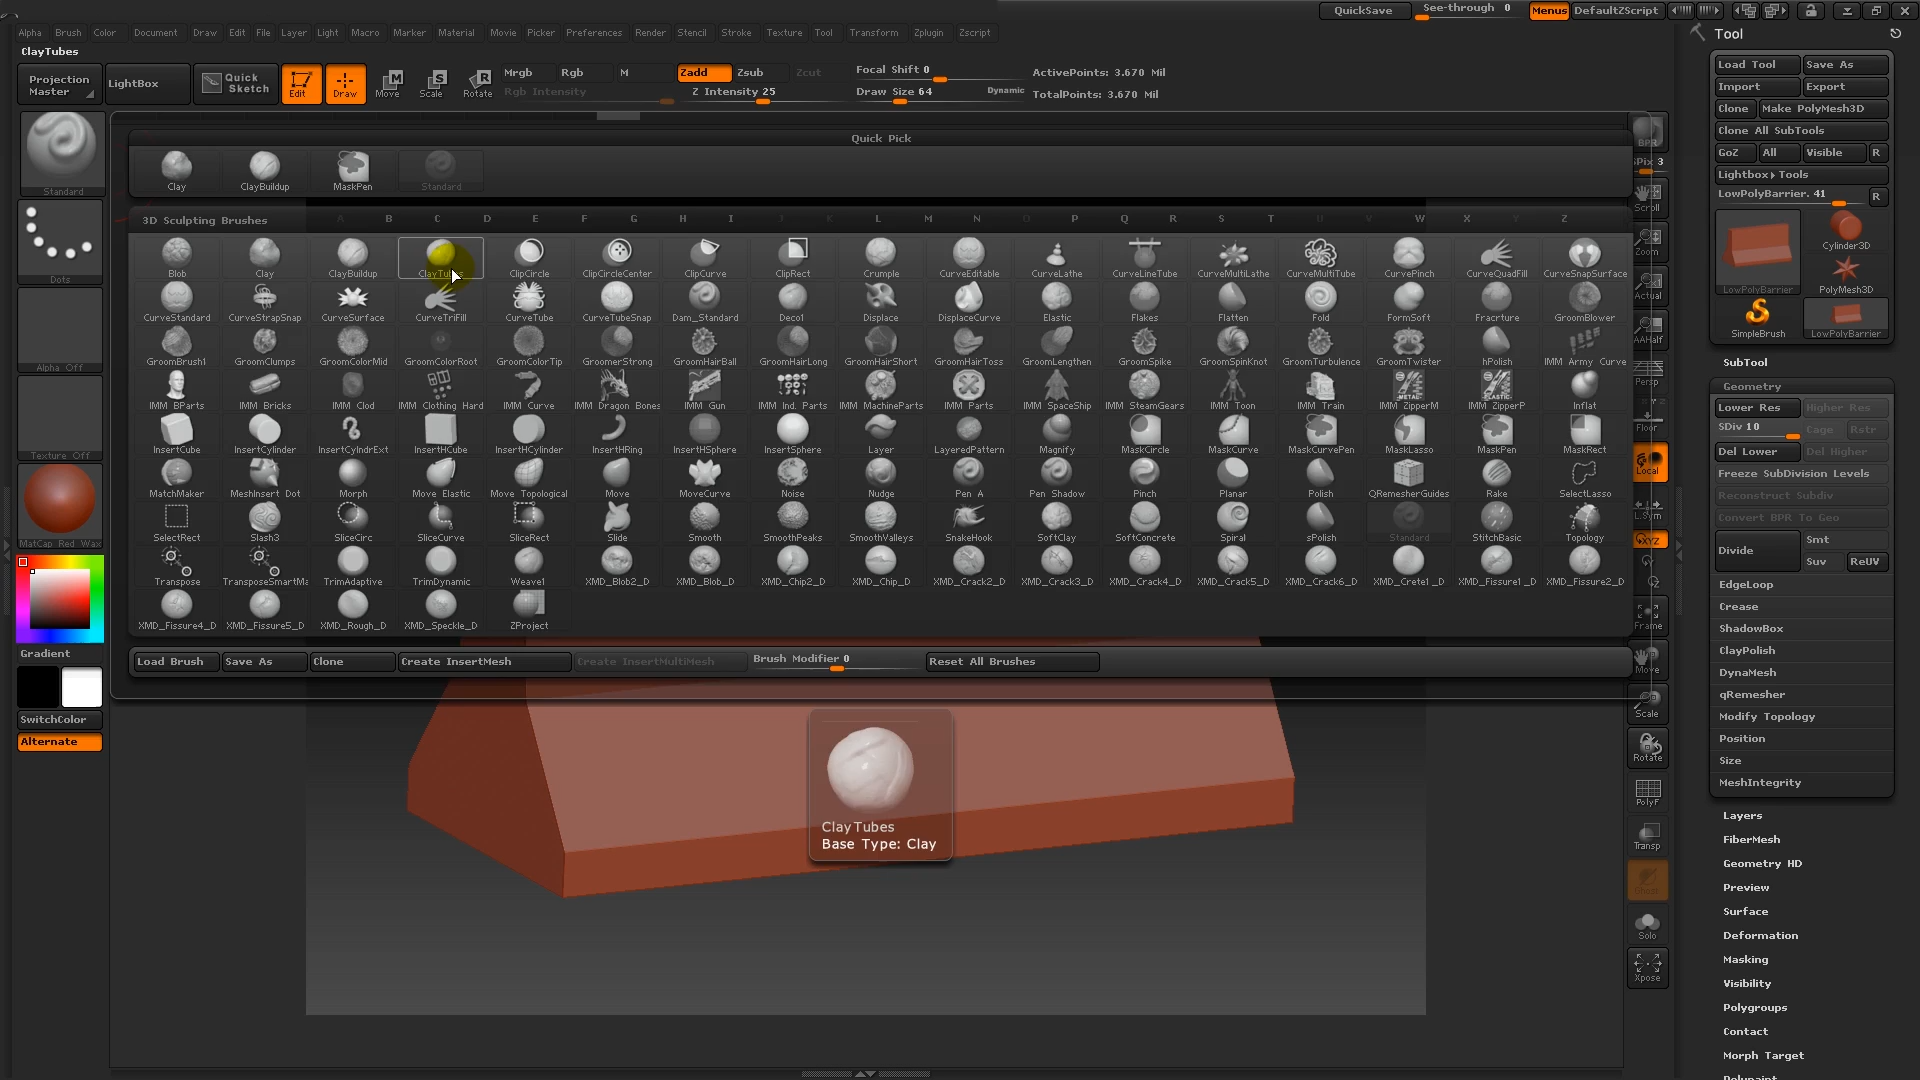 QuickSave See-through 0 Menus DefaultZScript
Alpha Brush Color Document Draw Edit File Layer Light Macro Marker Material Movie Picker Preferences Render Stencil Stroke Texture Tool Transform Zplugin Zscript
ClayTubes
Projection Master
LightBox
Quick Sketch
Edit Draw Move Scale Rotate
Mrgb Rgb M
Rgb Intensity
Zadd Zsub Zcut
Z Intensity 25
Focal Shift 0
Draw Size 64 Dynamic
ActivePoints: 3.670 Mil
TotalPoints: 3.670 Mil
Quick Pick
Clay ClayBuildup MaskPen Standard
3D Sculpting Brushes A B C D E F G H I J K L M N O P Q R S T U V W X Y Z
Blob Clay ClayBuildup ClayTubes ClipCircle ClipCircleCenter ClipCurve ClipRect Crumple CurveEditable CurveLathe CurveLineTube CurveMultiLathe CurveMultiTube CurvePinch CurveQuadFill CurveSnapSurface
CurveStandard CurveStrapSnap CurveSurface CurveTriFill CurveTube CurveTubeSnap Dam_Standard Deco1 Displace DisplaceCurve Elastic Flakes Flatten Fold FormSoft Fracrture GroomBlower
GroomBrush1 GroomClumps GroomColorMid GroomColorRoot GroomColorTip GroomerStrong GroomHairBall GroomHairLong GroomHairShort GroomHairToss GroomLengthen GroomSpike GroomSpinKnot GroomTurbulence GroomTwister hPolish IMM Army Curve
IMM BParts IMM Bricks IMM Clod IMM Clothing Hard IMM Curve IMM Dragon Bones IMM Gun IMM Ind. Parts IMM MachineParts IMM Parts IMM SpaceShip IMM SteamGears IMM Toon IMM Train IMM ZipperM IMM ZipperP Inflat
InsertCube InsertCylinder InsertCylndrExt InsertHCube InsertHCylinder InsertHRing InsertHSphere InsertSphere Layer LayeredPattern Magnify MaskCircle MaskCurve MaskCurvePen MaskLasso MaskPen MaskRect
MatchMaker MeshInsert Dot Morph Move Elastic Move Topological Move MoveCurve Noise Nudge Pen A Pen Shadow Pinch Planar Polish QRemesherGuides Rake SelectLasso
SelectRect Slash3 SliceCirc SliceCurve SliceRect Slide Smooth SmoothPeaks SmoothValleys SnakeHook SoftClay SoftConcrete Spiral sPolish Standard StitchBasic Topology
Transpose TransposeSmartMa TrimAdaptive TrimDynamic Weave1 XMD_Blob2_D XMD_Blob_D XMD_Chip2_D XMD_Chip_D XMD_Crack2_D XMD_Crack3_D XMD_Crack4_D XMD_Crack5_D XMD_Crack6_D XMD_Crete1 _D XMD_Fissure1 _D XMD_Fissure2_D
XMD_Fissure4_D XMD_Fissure5_D XMD_Rough_D XMD_Speckle_D ZProject
Load Brush Save As Clone Create InsertMesh Create InsertMultiMesh Brush Modifier 0 Reset All Brushes
ClayTubes
Base Type: Clay
Standard
Dots
Alpha Off
Texture Off
MatCap Red Wax
Gradient
SwitchColor
Alternate
BPR
SPix 3
Scroll
Zoom
Actual
AAHalf
Persp
Floor
Local
L.Sym
XYZ
Frame
Move
Scale
Rotate
PolyF
Transp
Ghost
Solo
Xpose
Tool
Load Tool Save As
Import Export
Clone Make PolyMesh3D
Clone All SubTools
GoZ All Visible R
Lightbox▸Tools
LowPolyBarrier. 41 R
LowPolyBarrier Cylinder3D
PolyMesh3D
SimpleBrush LowPolyBarrier
SubTool
Geometry
Lower Res Higher Res
SDiv 10 Cage Rstr
Del Lower Del Higher
Freeze SubDivision Levels
Reconstruct Subdiv
Convert BPR To Geo
Divide Smt
Suv ReUV
EdgeLoop
Crease
ShadowBox
ClayPolish
DynaMesh
qRemesher
Modify Topology
Position
Size
MeshIntegrity
Layers
FiberMesh
Geometry HD
Preview
Surface
Deformation
Masking
Visibility
Polygroups
Contact
Morph Target